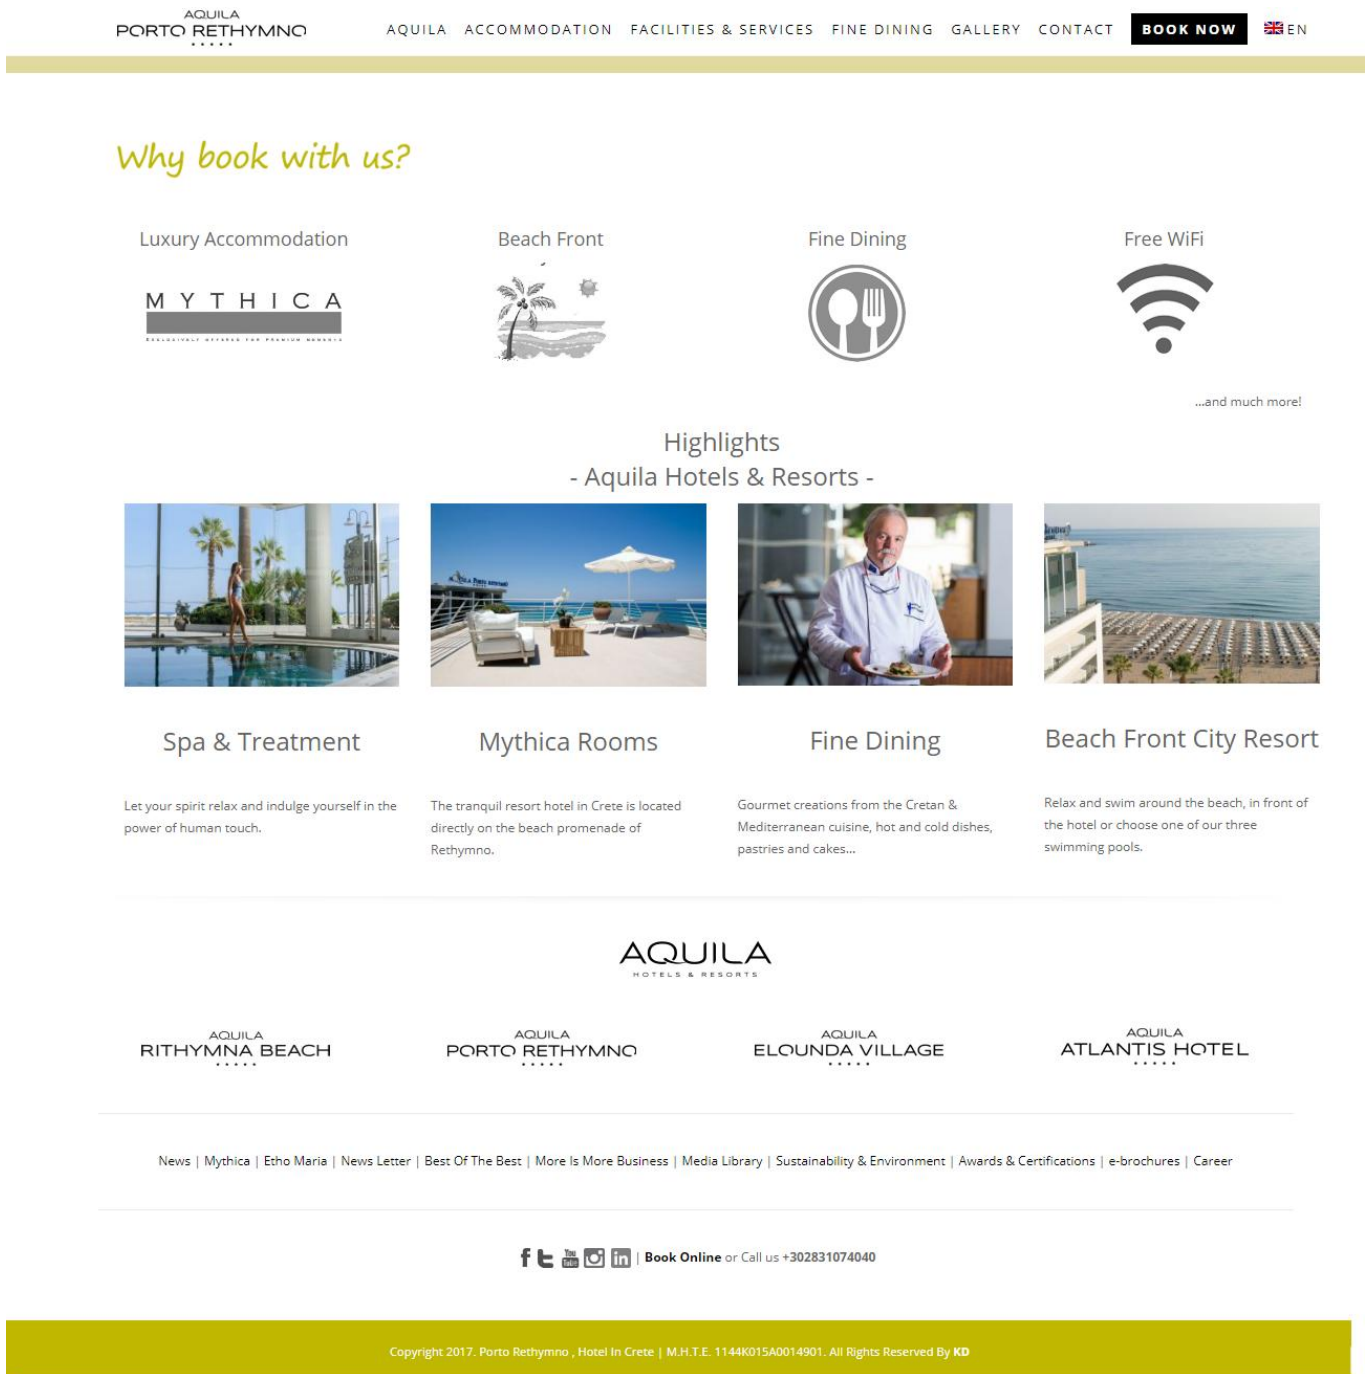 AQUILA
PORTO RETHYMNO
AQUILA ACCOMMODATION FACILITIES & SERVICES FINE DINING GALLERY CONTACT BOOK NOW EN
Why book with us?
Luxury Accommodation Beach Front Fine Dining Free WiFi
MYTHICA
EXCLUSIVELY OFFERED FOR PREMIUM
...and much more!
Highlights
- Aquila Hotels & Resorts -
Spa & Treatment
Let your spirit relax and indulge yourself in the
power of human touch.
Mythica Rooms
The tranquil resort hotel in Crete is located
directly on the beach promenade of
Rethymno.
Fine Dining
Gourmet creations from the Cretan &
Mediterranean cuisine, hot and cold dishes,
pastries and cakes...
Beach Front City Resort
Relax and swim around the beach, in front of
the hotel or choose one of our three
swimming pools.
AQUILA
HOTELS & RESORTS
AQUILA
RITHYMNA BEACH
AQUILA
PORTO RETHYMNO
AQUILA
ELOUNDA VILLAGE
AQUILA
ATLANTIS HOTEL
News | Mythica | Etho Maria | News Letter | Best Of The Best | More Is More Business | Media Library | Sustainability & Environment | Awards & Certifications | e-brochures | Career
| Book Online or Call us +302831074040
Copyright 2017. Porto Rethymno , Hotel In Crete | M.H.T.E. 1144K015A0014901. All Rights Reserved By KD